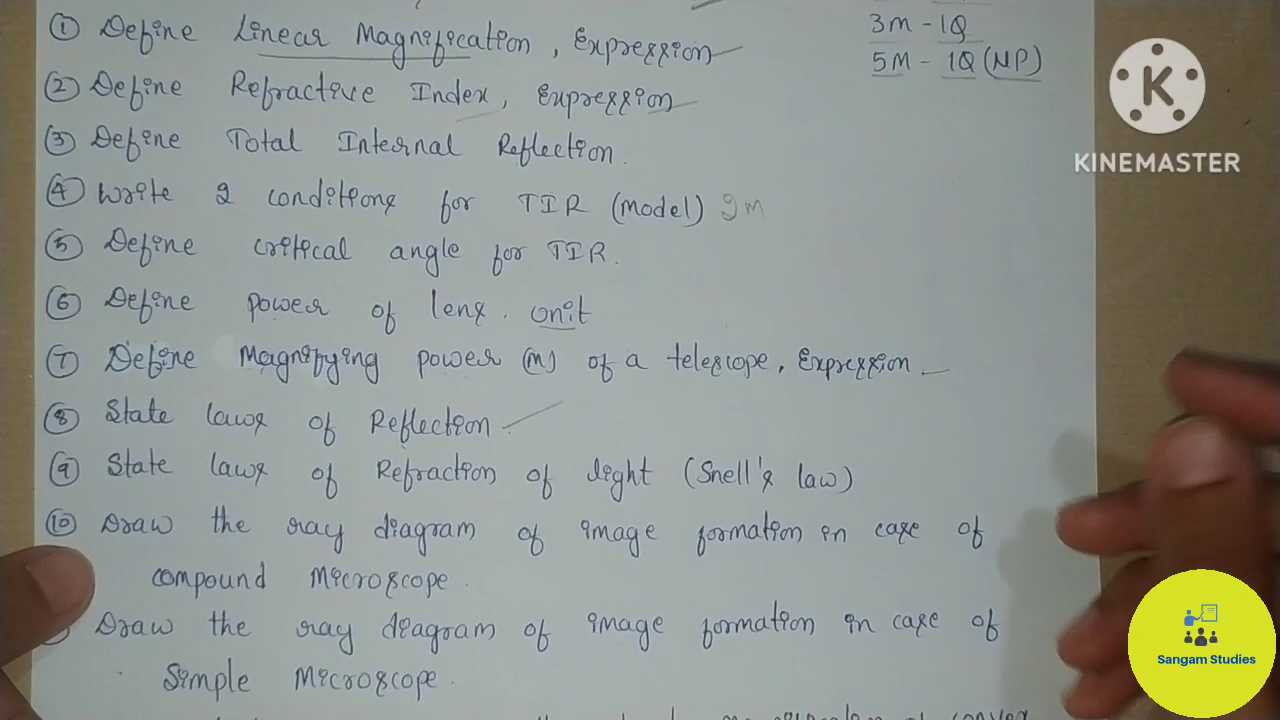 3M - 1Q
5M - 1Q (NP)
① Define Linear Magnification, Expression
② Define Refractive Index, Expression
③ Define Total Internal Reflection.
④ Write 2 conditions for TIR (Model) 2M
⑤ Define critical angle for TIR.
⑥ Define power of lens. unit
⑦ Define Magnifying power (M) of a telescope, Expression
⑧ State laws of Reflection
⑨ State laws of Refraction of light (Snell's law)
⑩ Draw the ray diagram of image formation in case of
compound Microscope.
Draw the ray diagram of image formation in case of
Simple Microscope.
K
KINEMASTER
Sangam Studies